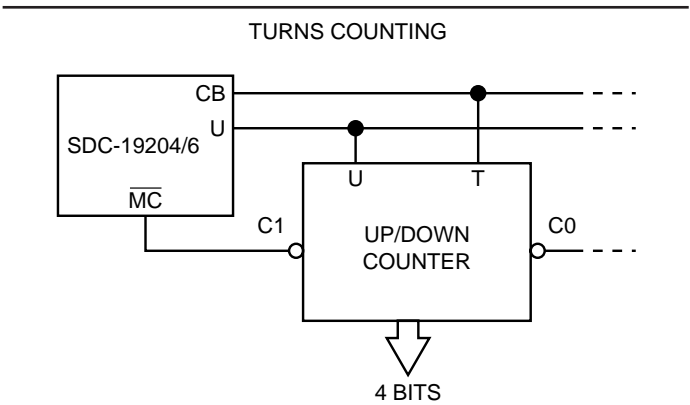 TURNS COUNTING
CB
U
SDC-19204/6
MC
U
T
C1
C0
UP/DOWN
COUNTER
4 BITS